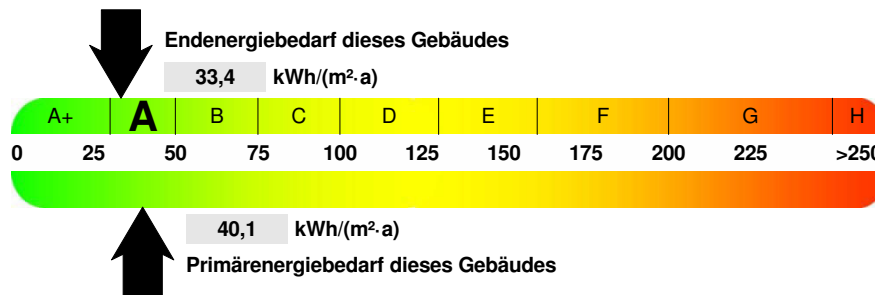 Endenergiebedarf dieses Gebäudes
33,4 kWh/(m²·a)
A+ A B C D E F G H
0 25 50 75 100 125 150 175 200 225 >250
40,1 kWh/(m²·a)
Primärenergiebedarf dieses Gebäudes